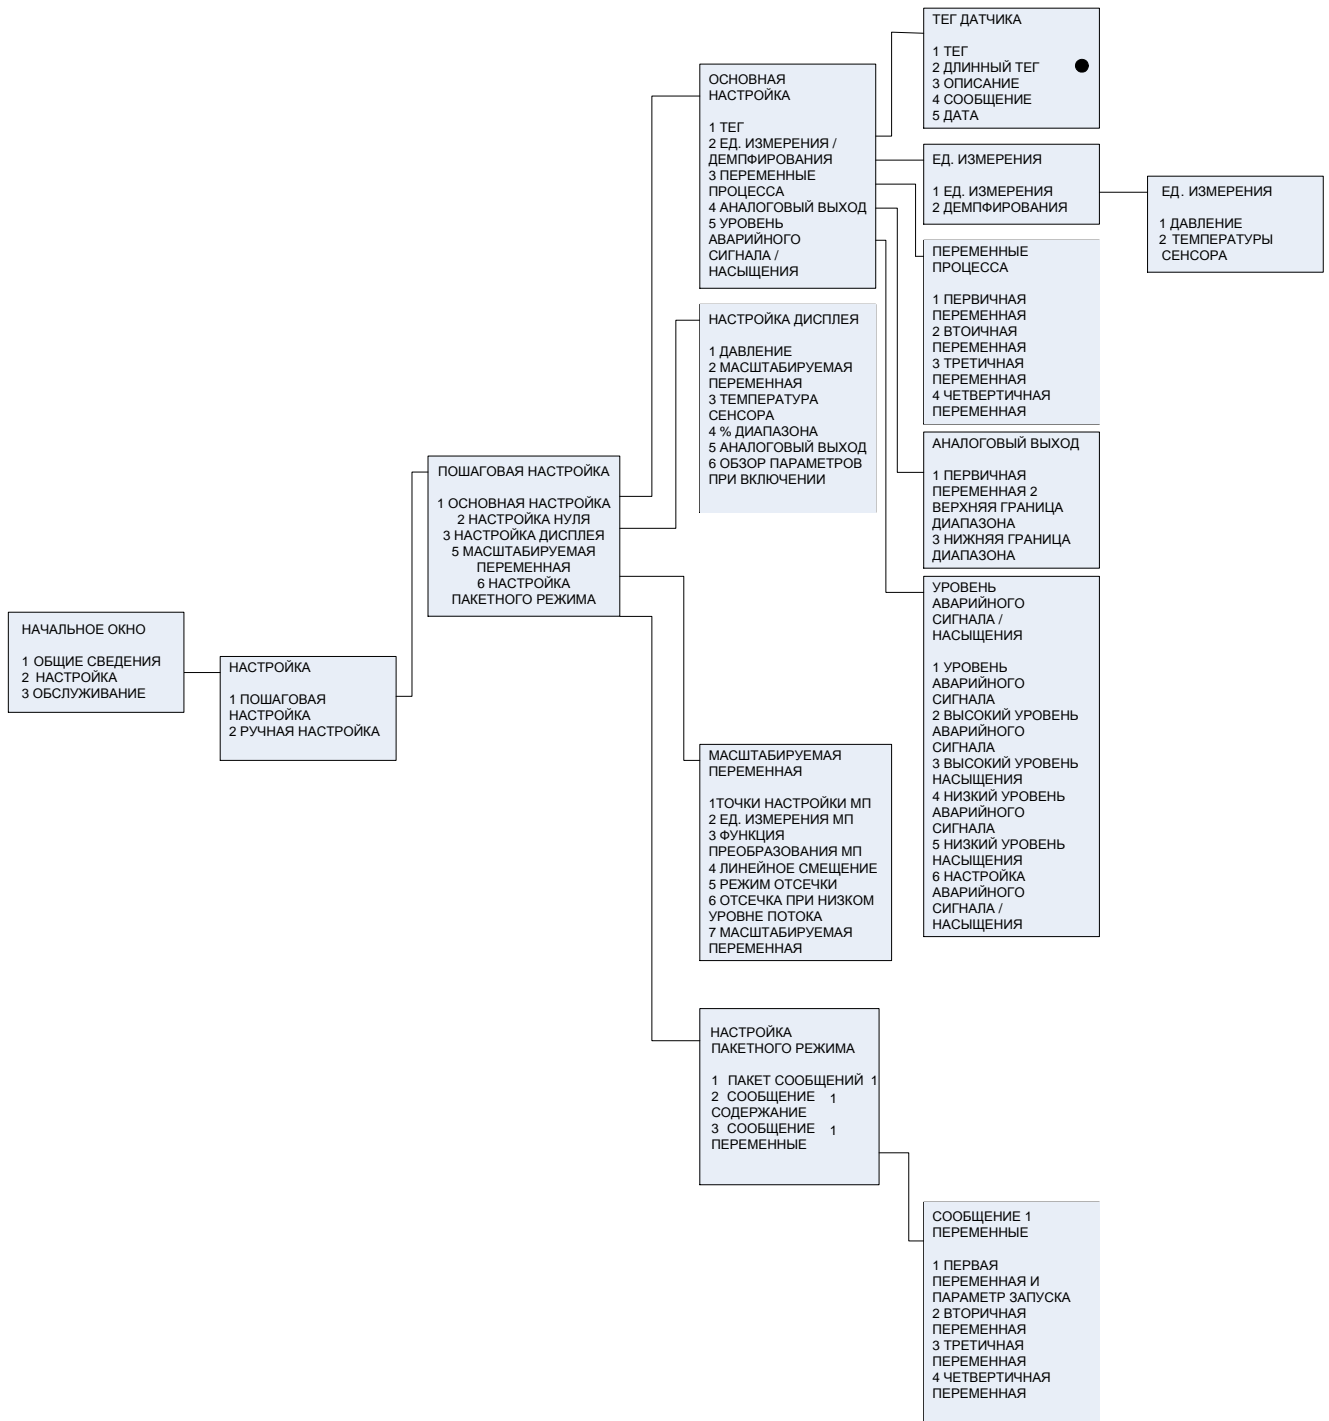 НАЧАЛЬНОЕ ОКНО
1 ОБЩИЕ СВЕДЕНИЯ
2 НАСТРОЙКА
3 ОБСЛУЖИВАНИЕ
НАСТРОЙКА
1 ПОШАГОВАЯ
НАСТРОЙКА
2 РУЧНАЯ НАСТРОЙКА
ПОШАГОВАЯ НАСТРОЙКА
1 ОСНОВНАЯ НАСТРОЙКА
2 НАСТРОЙКА НУЛЯ
3 НАСТРОЙКА ДИСПЛЕЯ
5 МАСШТАБИРУЕМАЯ
ПЕРЕМЕННАЯ
6 НАСТРОЙКА
ПАКЕТНОГО РЕЖИМА
ОСНОВНАЯ
НАСТРОЙКА
1 ТЕГ
2 ЕД. ИЗМЕРЕНИЯ /
ДЕМПФИРОВАНИЯ
3 ПЕРЕМЕННЫЕ
ПРОЦЕССА
4 АНАЛОГОВЫЙ ВЫХОД
5 УРОВЕНЬ
АВАРИЙНОГО
СИГНАЛА /
НАСЫЩЕНИЯ
НАСТРОЙКА ДИСПЛЕЯ
1 ДАВЛЕНИЕ
2 МАСШТАБИРУЕМАЯ
ПЕРЕМЕННАЯ
3 ТЕМПЕРАТУРА
СЕНСОРА
4 % ДИАПАЗОНА
5 АНАЛОГОВЫЙ ВЫХОД
6 ОБЗОР ПАРАМЕТРОВ
ПРИ ВКЛЮЧЕНИИ
МАСШТАБИРУЕМАЯ
ПЕРЕМЕННАЯ
1ТОЧКИ НАСТРОЙКИ МП
2 ЕД. ИЗМЕРЕНИЯ МП
3 ФУНКЦИЯ
ПРЕОБРАЗОВАНИЯ МП
4 ЛИНЕЙНОЕ СМЕЩЕНИЕ
5 РЕЖИМ ОТСЕЧКИ
6 ОТСЕЧКА ПРИ НИЗКОМ
УРОВНЕ ПОТОКА
7 МАСШТАБИРУЕМАЯ
ПЕРЕМЕННАЯ
НАСТРОЙКА
ПАКЕТНОГО РЕЖИМА
1 ПАКЕТ СООБЩЕНИЙ 1
2 СООБЩЕНИЕ 1
СОДЕРЖАНИЕ
3 СООБЩЕНИЕ 1
ПЕРЕМЕННЫЕ
ТЕГ ДАТЧИКА
1 ТЕГ
2 ДЛИННЫЙ ТЕГ
3 ОПИСАНИЕ
4 СООБЩЕНИЕ
5 ДАТА
ЕД. ИЗМЕРЕНИЯ
1 ЕД. ИЗМЕРЕНИЯ
2 ДЕМПФИРОВАНИЯ
ПЕРЕМЕННЫЕ
ПРОЦЕССА
1 ПЕРВИЧНАЯ
ПЕРЕМЕННАЯ
2 ВТОИЧНАЯ
ПЕРЕМЕННАЯ
3 ТРЕТИЧНАЯ
ПЕРЕМЕННАЯ
4 ЧЕТВЕРТИЧНАЯ
ПЕРЕМЕННАЯ
АНАЛОГОВЫЙ ВЫХОД
1 ПЕРВИЧНАЯ
ПЕРЕМЕННАЯ 2
ВЕРХНЯЯ ГРАНИЦА
ДИАПАЗОНА
3 НИЖНЯЯ ГРАНИЦА
ДИАПАЗОНА
УРОВЕНЬ
АВАРИЙНОГО
СИГНАЛА /
НАСЫЩЕНИЯ
1 УРОВЕНЬ
АВАРИЙНОГО
СИГНАЛА
2 ВЫСОКИЙ УРОВЕНЬ
АВАРИЙНОГО
СИГНАЛА
3 ВЫСОКИЙ УРОВЕНЬ
НАСЫЩЕНИЯ
4 НИЗКИЙ УРОВЕНЬ
АВАРИЙНОГО
СИГНАЛА
5 НИЗКИЙ УРОВЕНЬ
НАСЫЩЕНИЯ
6 НАСТРОЙКА
АВАРИЙНОГО
СИГНАЛА /
НАСЫЩЕНИЯ
СООБЩЕНИЕ 1
ПЕРЕМЕННЫЕ
1 ПЕРВАЯ
ПЕРЕМЕННАЯ И
ПАРАМЕТР ЗАПУСКА
2 ВТОРИЧНАЯ
ПЕРЕМЕННАЯ
3 ТРЕТИЧНАЯ
ПЕРЕМЕННАЯ
4 ЧЕТВЕРТИЧНАЯ
ПЕРЕМЕННАЯ
ЕД. ИЗМЕРЕНИЯ
1 ДАВЛЕНИЕ
2 ТЕМПЕРАТУРЫ
СЕНСОРА